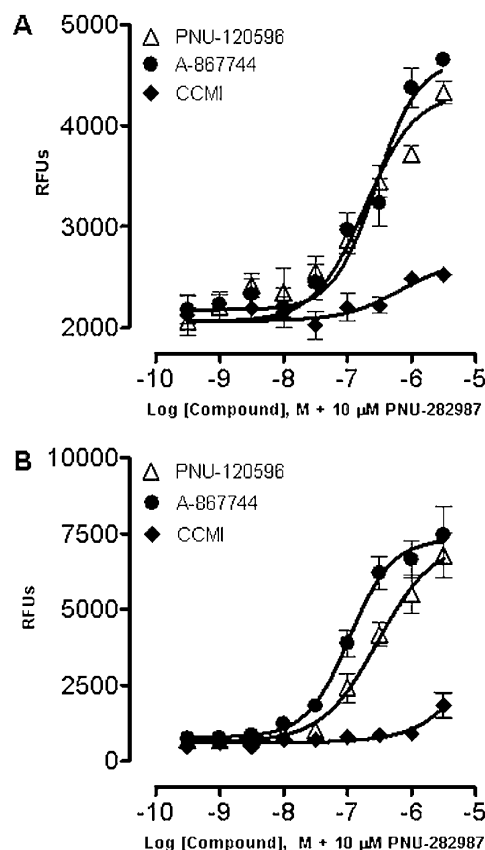 A
5000
4000
3000
2000
RFUs
PNU-120596
A-867744
CCMI
-10 -9 -8 -7 -6 -5
Log [Compound], M + 10 µM PNU-282987
B
10000
7500
5000
2500
0
RFUs
PNU-120596
A-867744
CCMI
-10 -9 -8 -7 -6 -5
Log [Compound], M + 10 µM PNU-282987